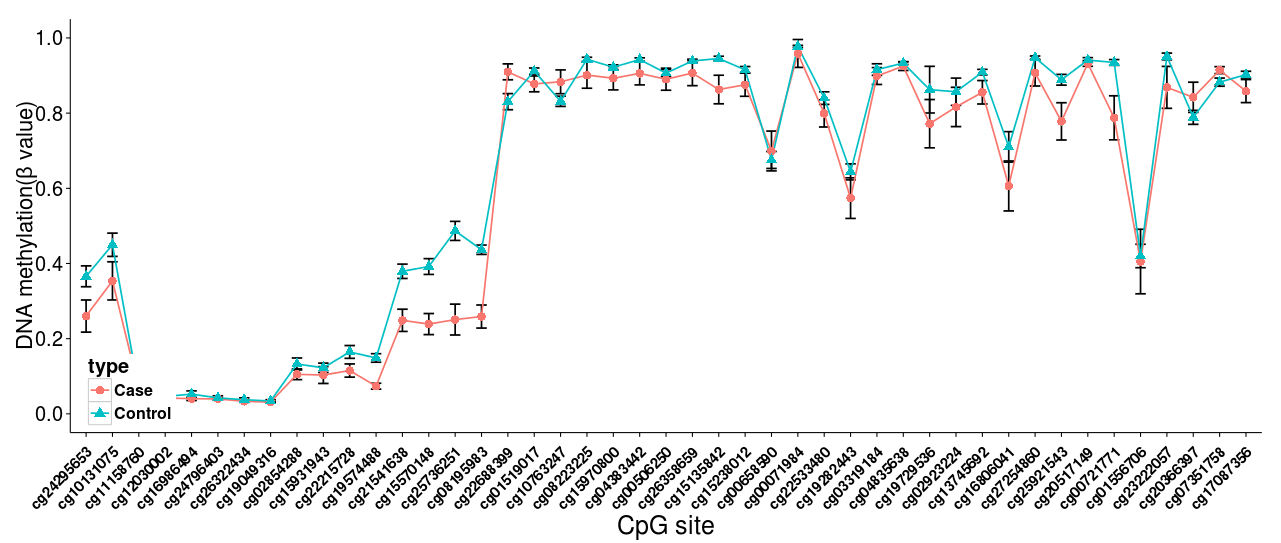 DNA methylation(β value)
1.0
0.8
0.6
0.4
0.2
0.0
type
Case
Control
cg24295653
cg10131075
cg11158760
cg12030002
cg16986494
cg24796403
cg26322434
cg19049316
cg02854288
cg15931943
cg22215728
cg19574488
cg21541638
cg15570148
cg25736251
cg08195983
cg22688399
cg01519017
cg10763247
cg08223225
cg15970800
cg04383442
cg00506250
cg26358659
cg15135842
cg15238012
cg00658590
cg00071984
cg22533480
cg19282443
cg03319184
cg04835638
cg19729536
cg02923224
cg13745692
cg16806041
cg27254860
cg25921543
cg20517149
cg00721771
cg01556706
cg23222057
cg20366397
cg07351758
cg17087356
CpG site